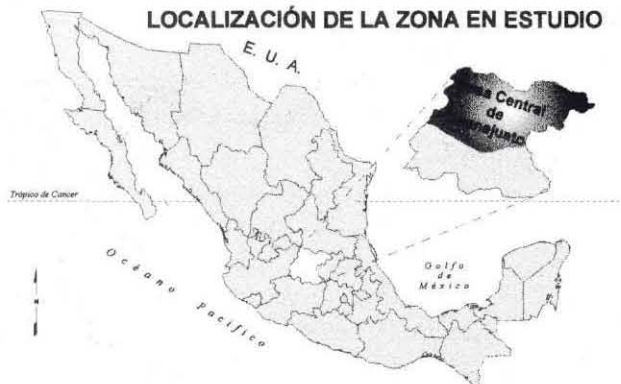 LOCALIZACIÓN DE LA ZONA EN ESTUDIO
E. U. A.
Central
de
Trópico de Cancer
Golfo
de
México
Océano Pacífico